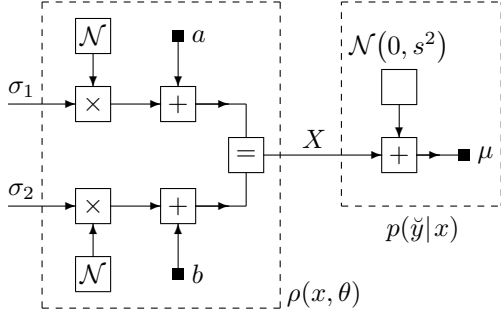 𝒩 a 𝒩(0, s²)
σ₁ × +
= X + μ
σ₂ × +
p(y̆|x)
𝒩 b
ρ(x, θ)